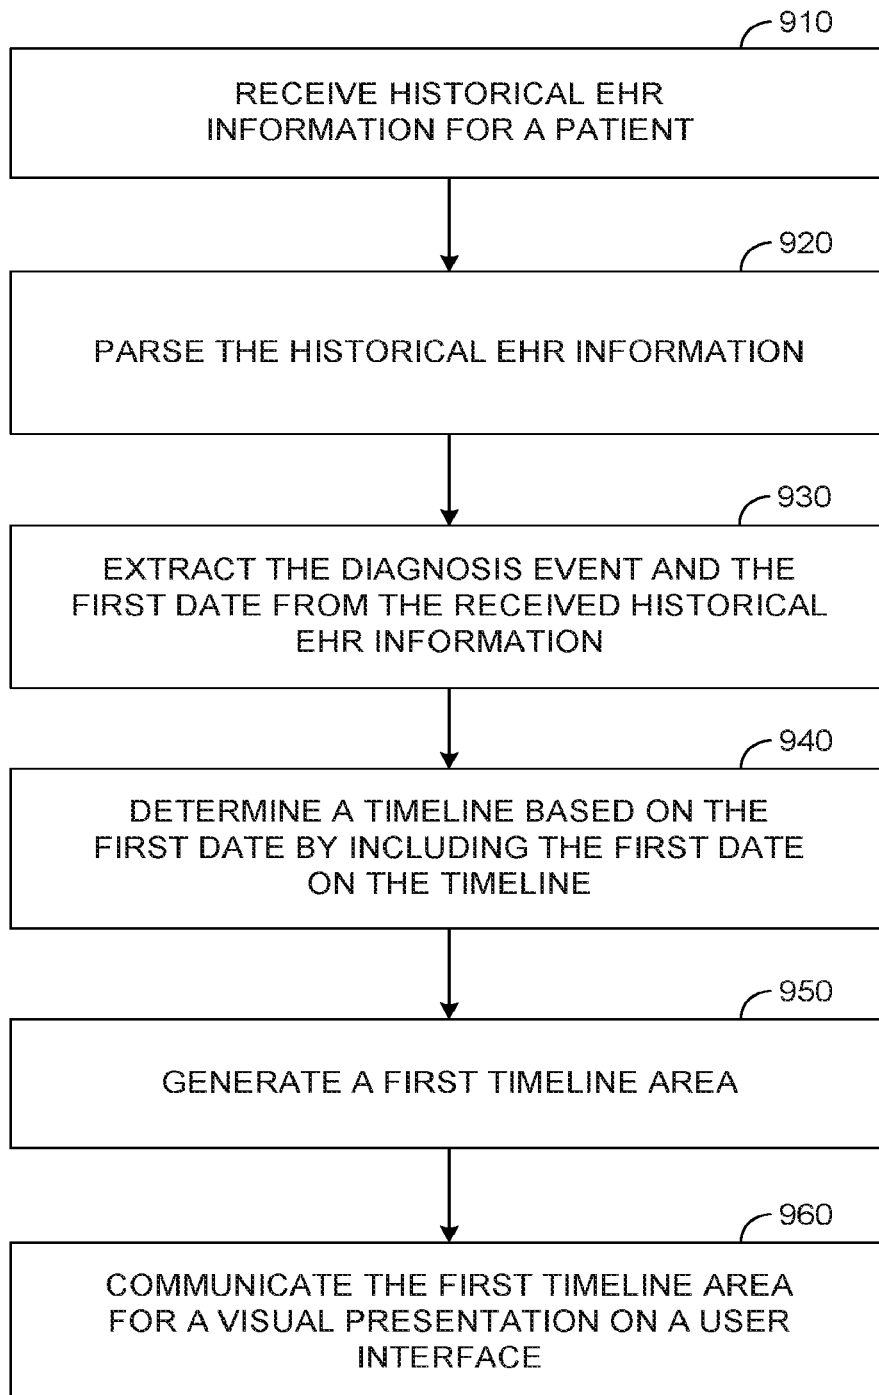 910
RECEIVE HISTORICAL EHR
INFORMATION FOR A PATIENT
920
PARSE THE HISTORICAL EHR INFORMATION
930
EXTRACT THE DIAGNOSIS EVENT AND THE
FIRST DATE FROM THE RECEIVED HISTORICAL
EHR INFORMATION
940
DETERMINE A TIMELINE BASED ON THE
FIRST DATE BY INCLUDING THE FIRST DATE
ON THE TIMELINE
950
GENERATE A FIRST TIMELINE AREA
960
COMMUNICATE THE FIRST TIMELINE AREA
FOR A VISUAL PRESENTATION ON A USER
INTERFACE